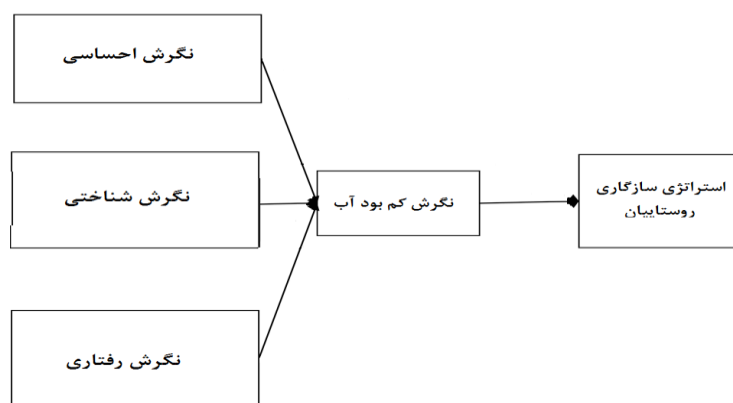 نگرش احساسی
نگرش شناختی
نگرش کم بود آب
استراتژی سازگاری
روستاییان
نگرش رفتاری